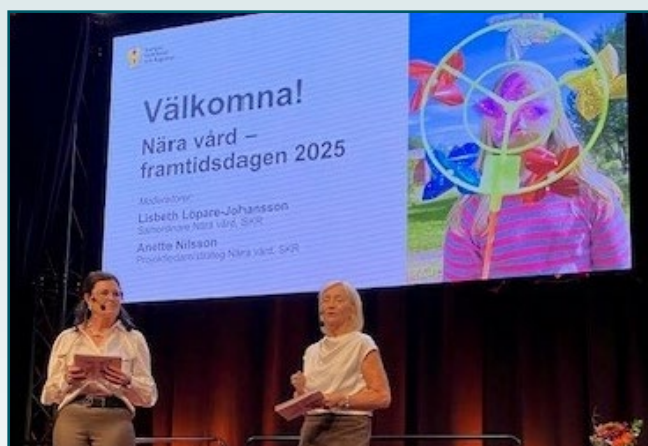 Välkomna!
Nära vård –
framtidsdagen 2025
Moderatorer:
Lisbeth Löpare-Johansson
Samordnare Nära vård, SKR
Anette Nilsson
Projektledare/strateg Nära vård, SKR